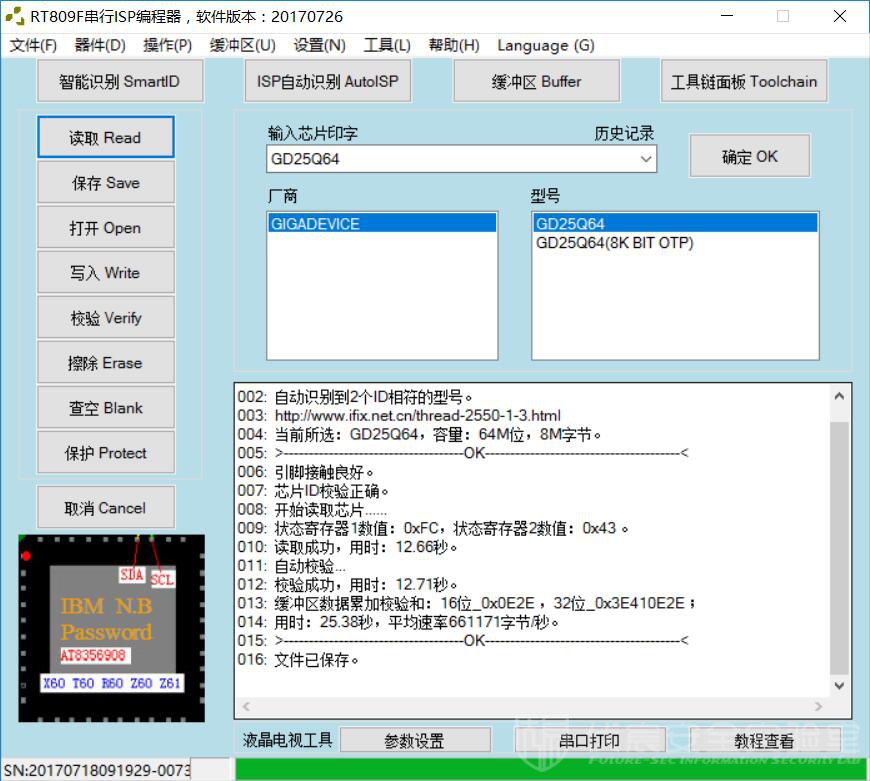 RT809F串行ISP编程器，软件版本：20170726
文件(F) 器件(D) 操作(P) 缓冲区(U) 设置(N) 工具(L) 帮助(H) Language (G)
智能识别 SmartID
ISP自动识别 AutoISP
缓冲区 Buffer
工具链面板 Toolchain
读取 Read
保存 Save
打开 Open
写入 Write
校验 Verify
擦除 Erase
查空 Blank
保护 Protect
取消 Cancel
输入芯片印字
历史记录
GD25Q64
确定 OK
厂商
型号
GIGADEVICE
GD25Q64
GD25Q64(8K BIT OTP)
002: 自动识别到2个ID相符的型号。
003: http://www.ifix.net.cn/thread-2550-1-3.html
004: 当前所选：GD25Q64，容量：64M位，8M字节。
005: >----------------------------------OK-------------------------------------<
006: 引脚接触良好。
007: 芯片ID校验正确。
008: 开始读取芯片......
009: 状态寄存器1数值：0xFC，状态寄存器2数值：0x43 。
010: 读取成功，用时：12.66秒。
011: 自动校验...
012: 校验成功，用时：12.71秒。
013: 缓冲区数据累加校验和：16位_0x0E2E ，32位_0x3E410E2E；
014: 用时：25.38秒，平均速率661171字节/秒。
015: >----------------------------------OK-------------------------------------<
016: 文件已保存。
SDA
SCL
IBM N.B
Password
AT8356908
X60 T60 R60 Z60 Z61
液晶电视工具
参数设置
串口打印
教程查看
FUTURE-SEC INFORMATION SECURITY LAB
SN:20170718091929-0073